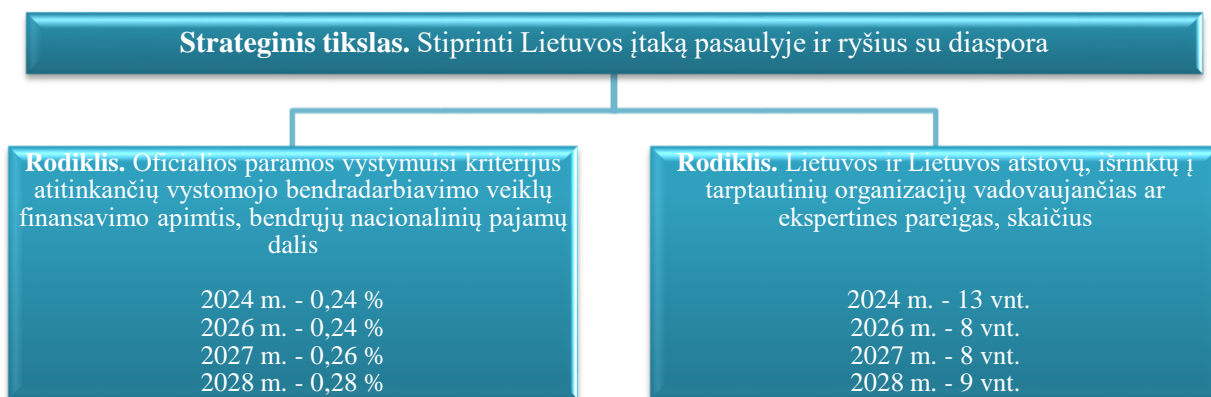 Strateginis tikslas. Stiprinti Lietuvos įtaką pasaulyje ir ryšius su diaspora
Rodiklis. Oficialios paramos vystymuisi kriterijus
atitinkančių vystomojo bendradarbiavimo veiklų
finansavimo apimtis, bendrųjų nacionalinių pajamų
dalis
2024 m. - 0,24 %
2026 m. - 0,24 %
2027 m. - 0,26 %
2028 m. - 0,28 %
Rodiklis. Lietuvos ir Lietuvos atstovų, išrinktų į
tarptautinių organizacijų vadovaujančias ar
ekspertines pareigas, skaičius
2024 m. - 13 vnt.
2026 m. - 8 vnt.
2027 m. - 8 vnt.
2028 m. - 9 vnt.